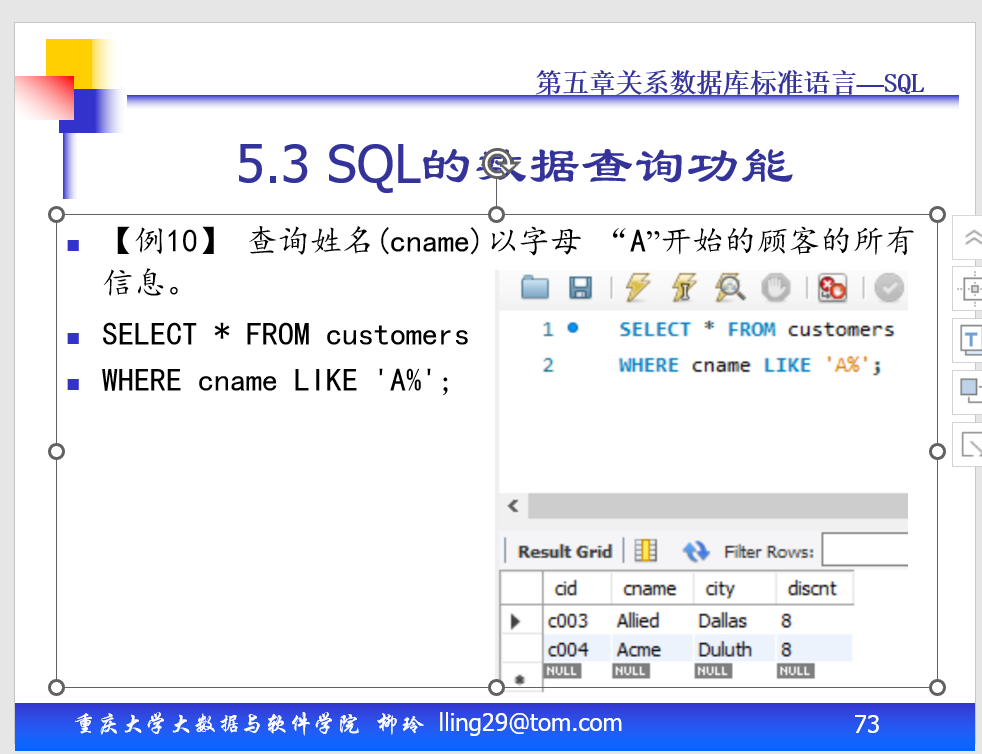 第五章关系数据库标准语言—SQL
5.3 SQL的数据查询功能
【例10】 查询姓名(cname)以字母 “A”开始的顾客的所有
信息。
SELECT * FROM customers
WHERE cname LIKE 'A%';
1 SELECT * FROM customers
2 WHERE cname LIKE 'A%';
Result Grid Filter Rows:
cid cname city discnt
c003 Allied Dallas 8
c004 Acme Duluth 8
NULL NULL NULL NULL
重庆大学大数据与软件学院 柳玲 lling29@tom.com 73